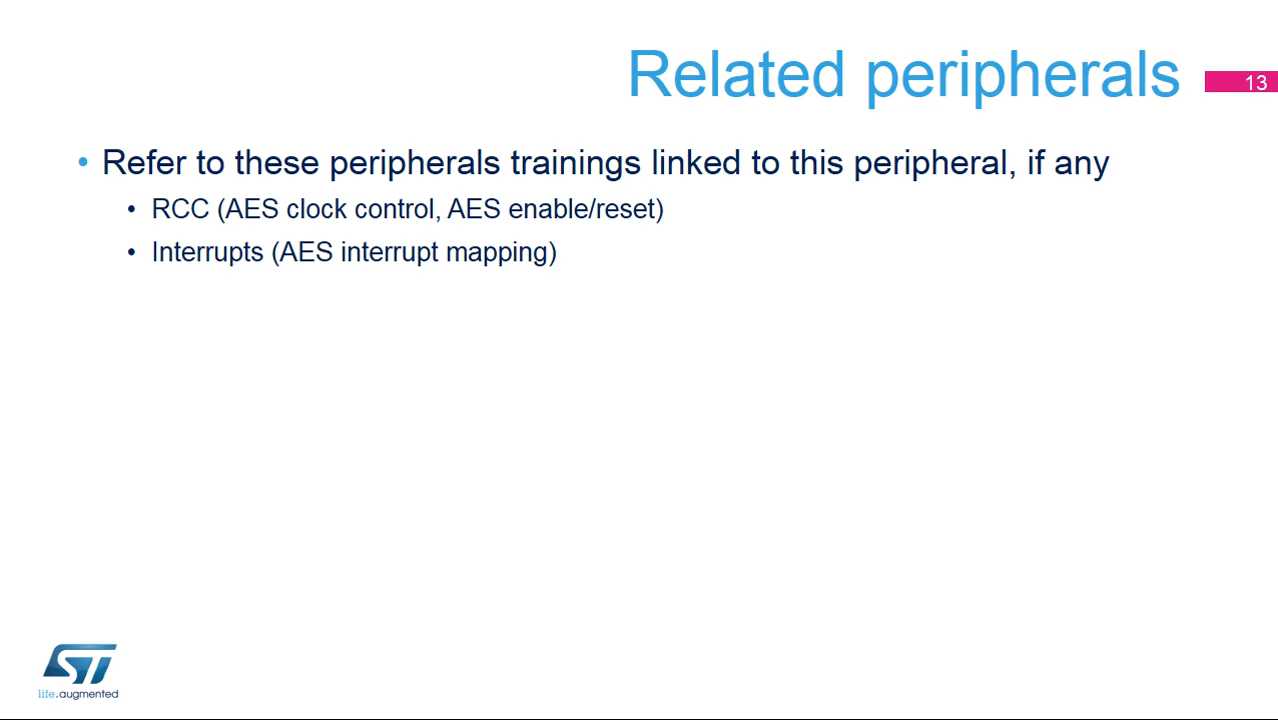 Related peripherals
13
• Refer to these peripherals trainings linked to this peripheral, if any
• RCC (AES clock control, AES enable/reset)
• Interrupts (AES interrupt mapping)
ST
life.augmented